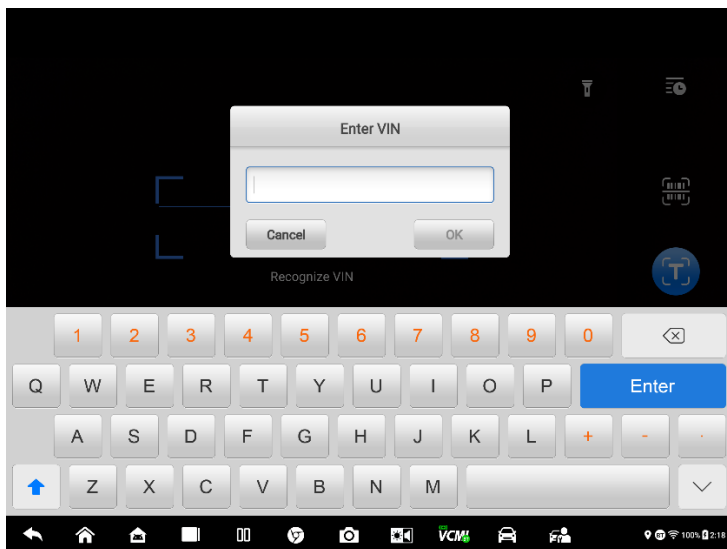 Enter VIN
Cancel
OK
Recognize VIN
1 2 3 4 5 6 7 8 9 0
Q W E R T Y U I O P Enter
A S D F G H J K L + - ·
Z X C V B N M
VCMI 100% 2:18